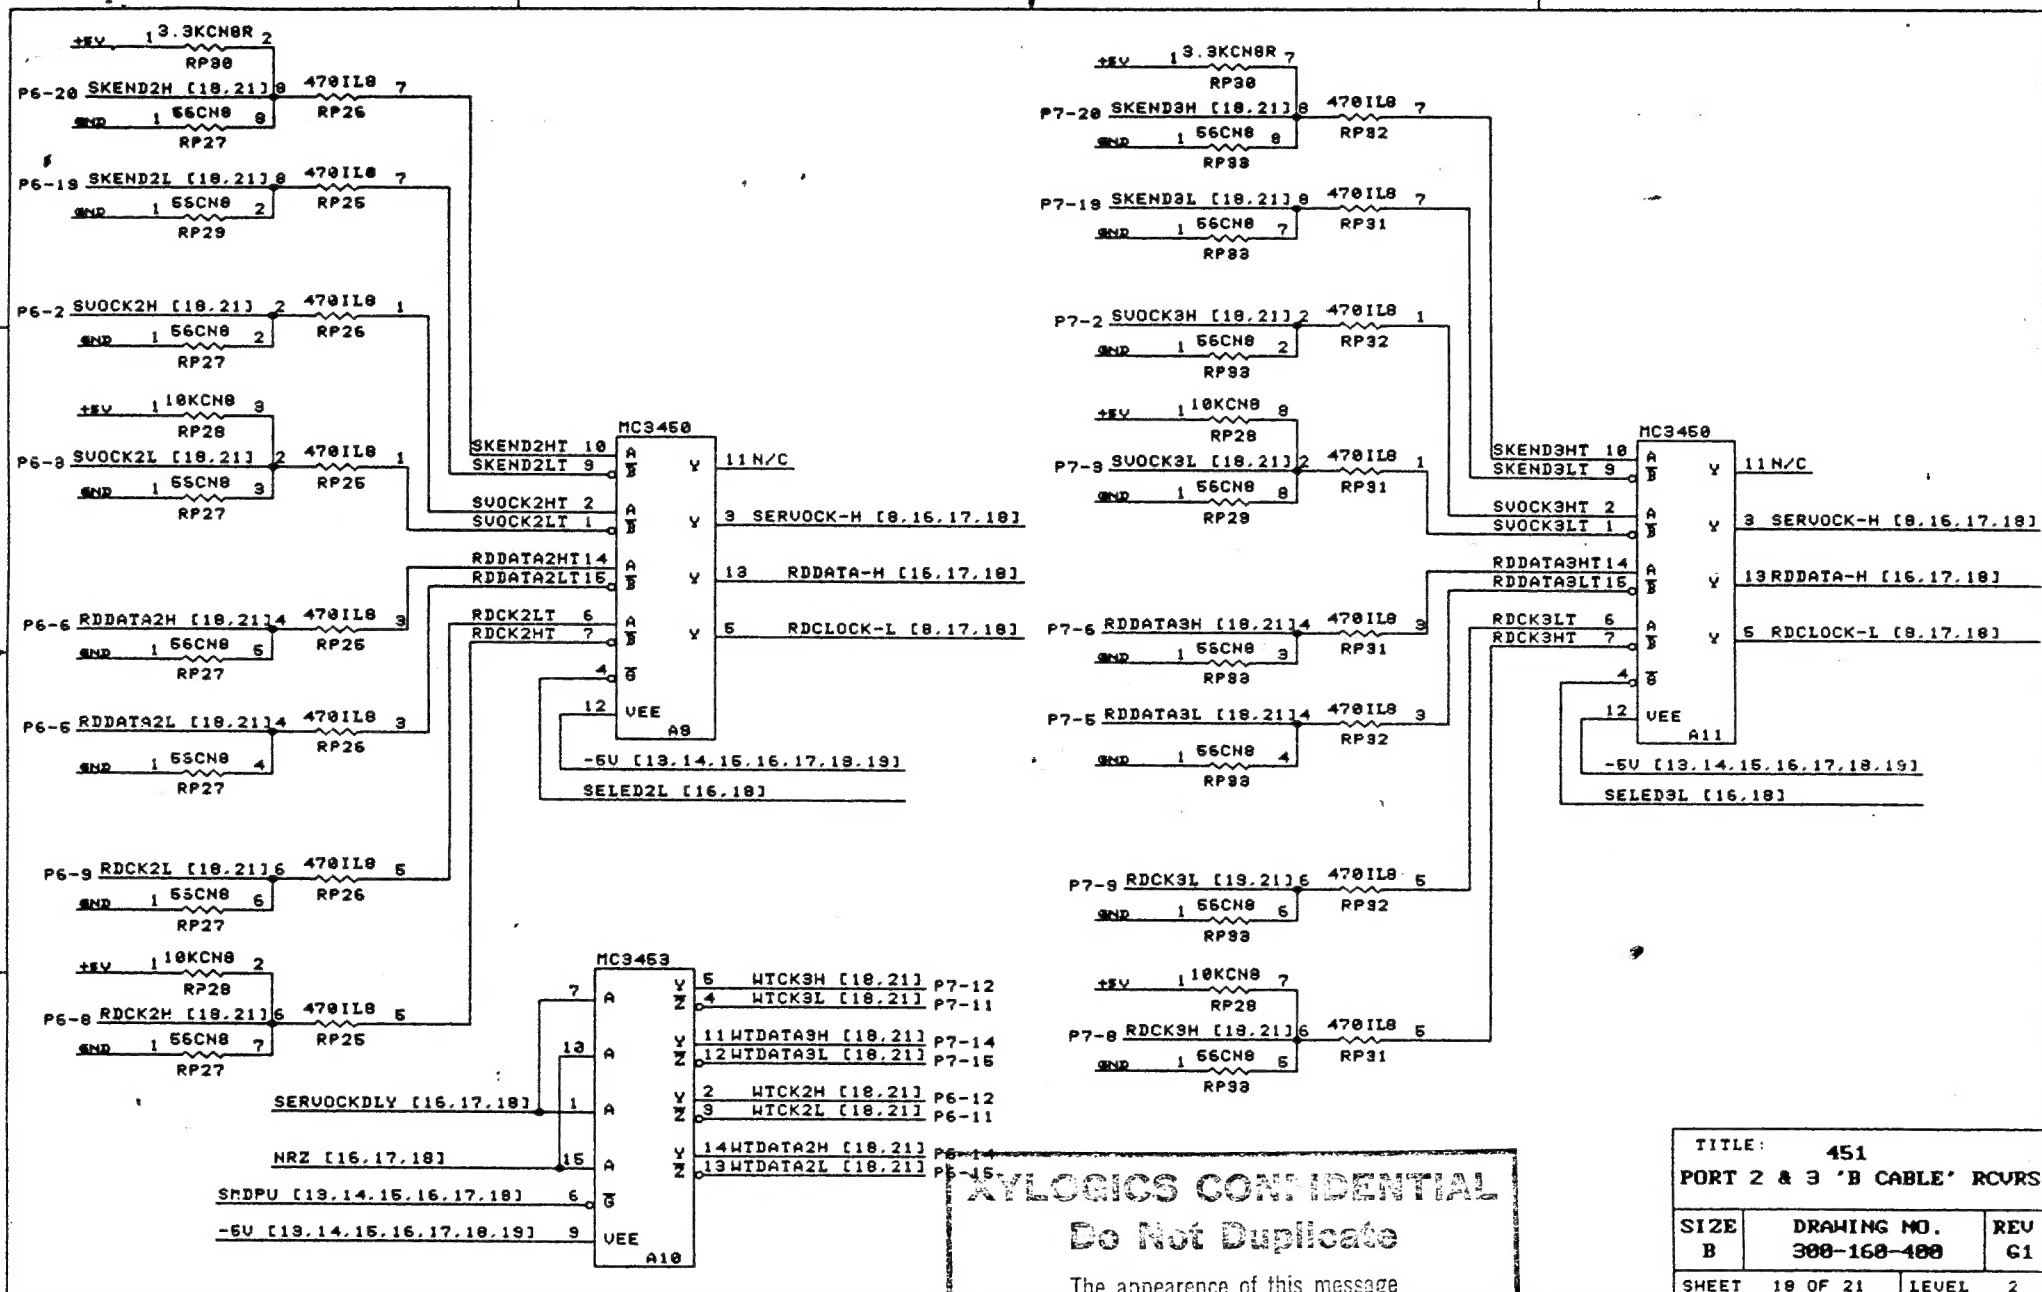 +5V 1 3.3KCN8R 2
RP30
P6-20 SKEND2H [18,21] 8 470IL8 7
RP26
GND 1 56CN8 8
RP27
P6-19 SKEND2L [18,21] 8 470IL8 7
RP25
GND 1 56CN8 2
RP29
P6-2 SVOCK2H [18,21] 2 470IL8 1
RP26
GND 1 56CN8 2
RP27
+5V 1 10KCN8 3
RP28
P6-3 SVOCK2L [18,21] 2 470IL8 1
RP25
GND 1 56CN8 3
RP27
P6-6 RDDATA2H [18,21] 4 470IL8 3
RP25
GND 1 56CN8 5
RP27
P6-5 RDDATA2L [18,21] 4 470IL8 3
RP26
GND 1 56CN8 4
RP27
P6-9 RDCK2L [18,21] 6 470IL8 5
RP26
GND 1 56CN8 6
RP27
+5V 1 10KCN8 2
RP28
P6-8 RDCK2H [18,21] 6 470IL8 5
RP25
GND 1 56CN8 7
RP27
MC3450
SKEND2HT 10 A
SKEND2LT 9 B
Y 11 N/C
SVOCK2HT 2 A
SVOCK2LT 1 B
Y 3 SERVOCK-H [8,16,17,18]
RDDATA2HT 14 A
RDDATA2LT 15 B
Y 13 RDDATA-H [16,17,18]
RDCK2LT 6 A
RDCK2HT 7 B
Y 5 RDCLOCK-L [8,17,18]
4 G
12 VEE
A9
-5V [13,14,15,16,17,18,19]
SELED2L [16,18]
MC3453
7 A
Y 5 WTCK3H [18,21] P7-12
Z 4 WTCK3L [18,21] P7-11
10 A
Y 11 WTDATA3H [18,21] P7-14
Z 12 WTDATA3L [18,21] P7-15
SERVOCKDLY [16,17,18] 1 A
Y 2 WTCK2H [18,21] P6-12
Z 3 WTCK2L [18,21] P6-11
NRZ [16,17,18] 15 A
Y 14 WTDATA2H [18,21] P6-14
Z 13 WTDATA2L [18,21] P6-15
SMDPU [13,14,15,16,17,18] 6 G
-5V [13,14,15,16,17,18,19] 9 VEE
A10
+5V 1 3.3KCN8R 7
RP30
P7-20 SKEND3H [18,21] 8 470IL8 7
RP32
GND 1 56CN8 8
RP33
P7-19 SKEND3L [18,21] 8 470IL8 7
RP31
GND 1 56CN8 7
RP33
P7-2 SVOCK3H [18,21] 2 470IL8 1
RP32
GND 1 56CN8 2
RP33
+5V 1 10KCN8 8
RP28
P7-3 SVOCK3L [18,21] 2 470IL8 1
RP31
GND 1 56CN8 8
RP29
P7-6 RDDATA3H [18,21] 4 470IL8 3
RP31
GND 1 56CN8 3
RP33
P7-5 RDDATA3L [18,21] 4 470IL8 3
RP32
GND 1 56CN8 4
RP33
P7-9 RDCK3L [18,21] 6 470IL8 5
RP32
GND 1 56CN8 6
RP33
+5V 1 10KCN8 7
RP28
P7-8 RDCK3H [18,21] 6 470IL8 5
RP31
GND 1 56CN8 5
RP33
MC3450
SKEND3HT 10 A
SKEND3LT 9 B
Y 11 N/C
SVOCK3HT 2 A
SVOCK3LT 1 B
Y 3 SERVOCK-H [8,16,17,18]
RDDATA3HT 14 A
RDDATA3LT 15 B
Y 13 RDDATA-H [16,17,18]
RDCK3LT 6 A
RDCK3HT 7 B
Y 5 RDCLOCK-L [8,17,18]
4 G
12 VEE
A11
-5V [13,14,15,16,17,18,19]
SELED3L [16,18]
XYLOGICS CONFIDENTIAL
Do Not Duplicate
The appearence of this message
TITLE: 451
PORT 2 & 3 'B CABLE' RCVRS
SIZE B
DRAWING NO. 300-160-400
REV G1
SHEET 18 OF 21 LEVEL 2